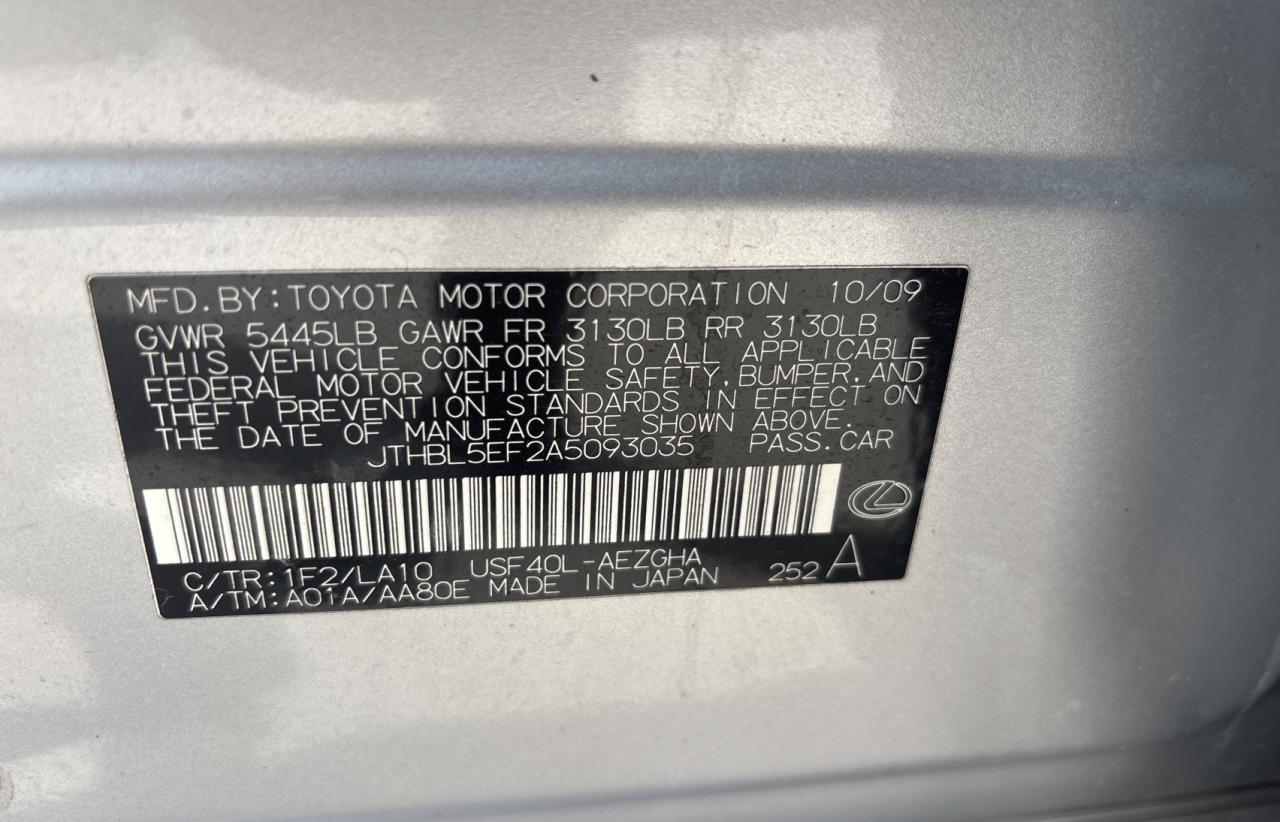 MFD.BY:TOYOTA MOTOR CORPORATION 10/09
GVWR 5445LB GAWR FR 3130LB RR 3130LB
THIS VEHICLE CONFORMS TO ALL APPLICABLE
FEDERAL MOTOR VEHICLE SAFETY,BUMPER,AND
THEFT PREVENTION STANDARDS IN EFFECT ON
THE DATE OF MANUFACTURE SHOWN ABOVE.
JTHBL5EF2A5093035 PASS.CAR
C/TR:1F2/LA10 USF40L-AEZGHA
A/TM:A01A/AA80E MADE IN JAPAN 252 A